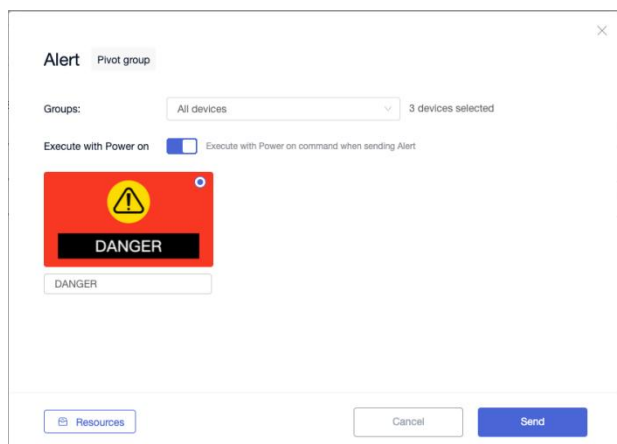 Alert Pivot group
Groups: All devices 3 devices selected
Execute with Power on Execute with Power on command when sending Alert
DANGER
DANGER
Resources Cancel Send